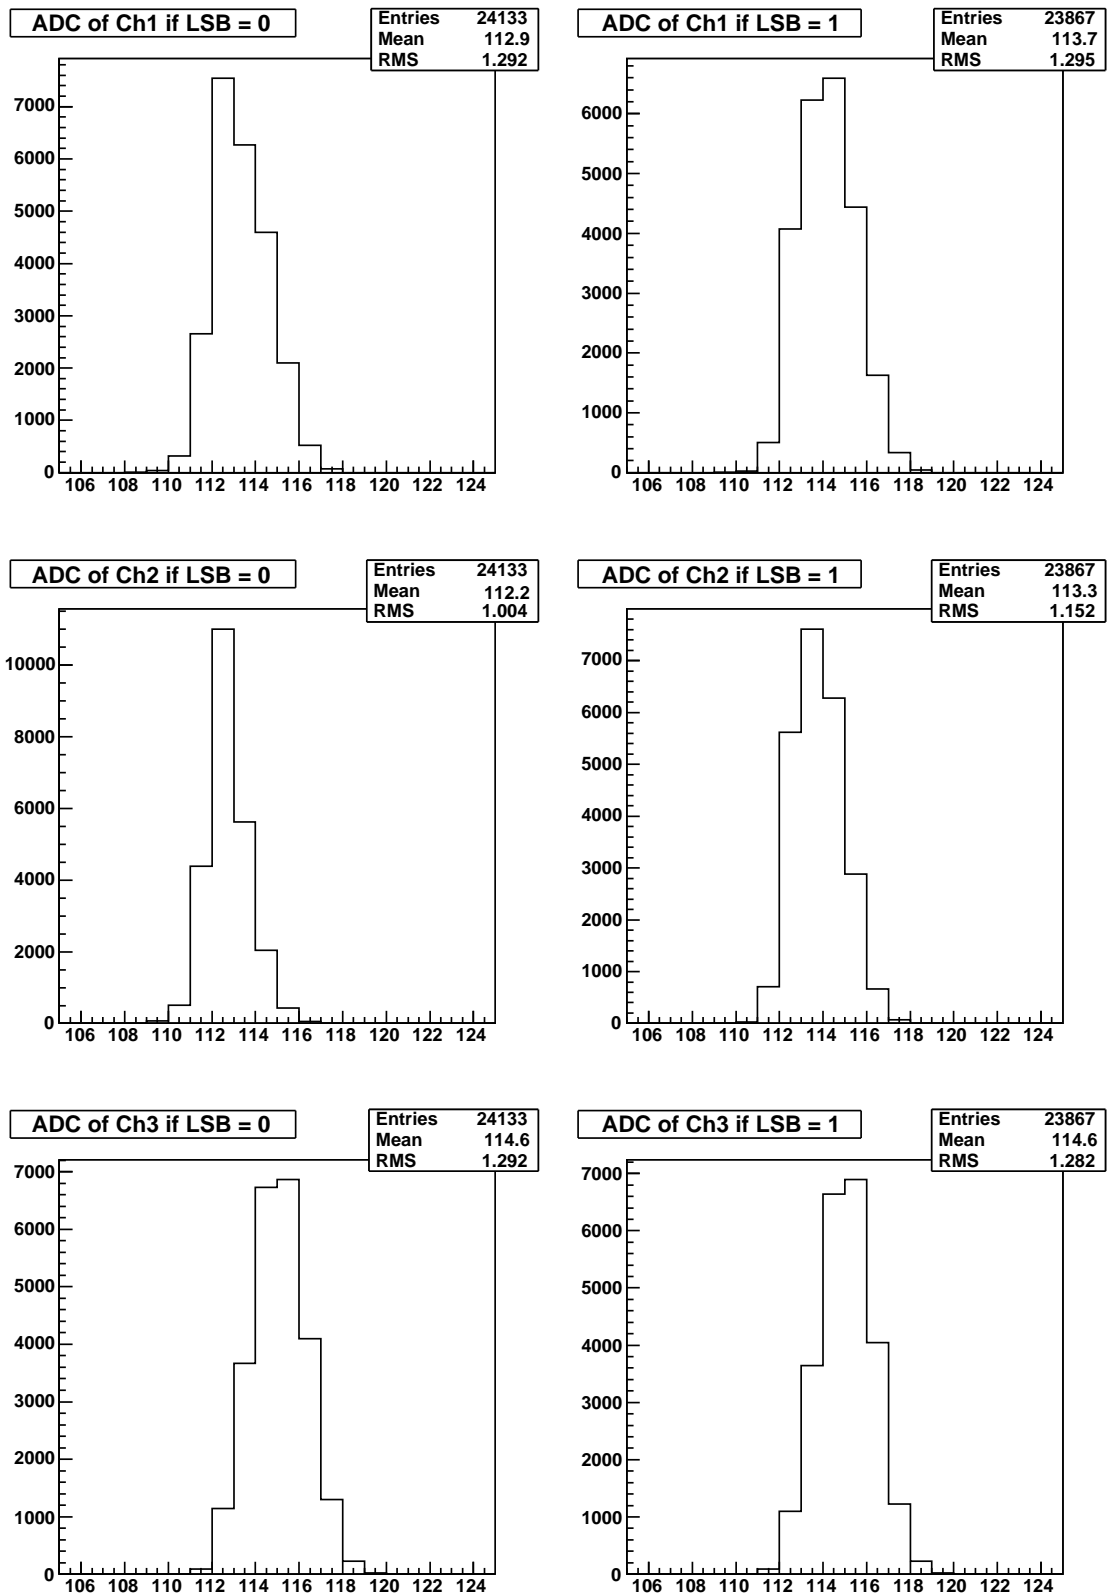 ADC of Ch1 if LSB = 0
Entries 24133
Mean 112.9
RMS 1.292
7000
6000
5000
4000
3000
2000
1000
0
106 108 110 112 114 116 118 120 122 124
ADC of Ch1 if LSB = 1
Entries 23867
Mean 113.7
RMS 1.295
6000
5000
4000
3000
2000
1000
0
106 108 110 112 114 116 118 120 122 124
ADC of Ch2 if LSB = 0
Entries 24133
Mean 112.2
RMS 1.004
10000
8000
6000
4000
2000
0
106 108 110 112 114 116 118 120 122 124
ADC of Ch2 if LSB = 1
Entries 23867
Mean 113.3
RMS 1.152
7000
6000
5000
4000
3000
2000
1000
0
106 108 110 112 114 116 118 120 122 124
ADC of Ch3 if LSB = 0
Entries 24133
Mean 114.6
RMS 1.292
7000
6000
5000
4000
3000
2000
1000
0
106 108 110 112 114 116 118 120 122 124
ADC of Ch3 if LSB = 1
Entries 23867
Mean 114.6
RMS 1.282
7000
6000
5000
4000
3000
2000
1000
0
106 108 110 112 114 116 118 120 122 124